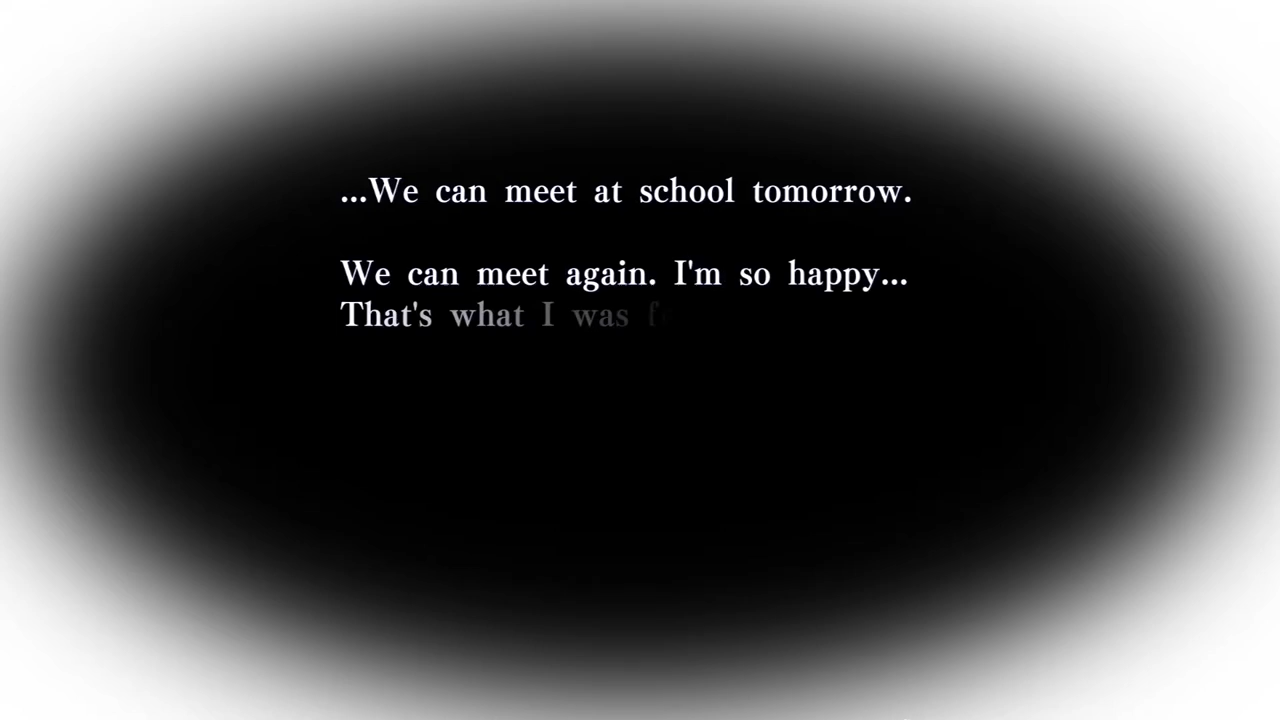 ...We can meet at school tomorrow.
We can meet again. I'm so happy...
That's what I was